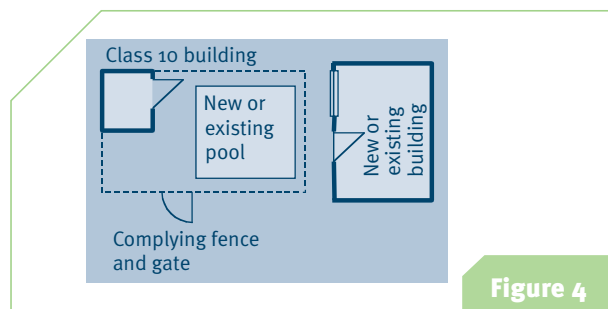 Class 10 building
New or
existing
pool
New or
existing
building
Complying fence
and gate
Figure 4